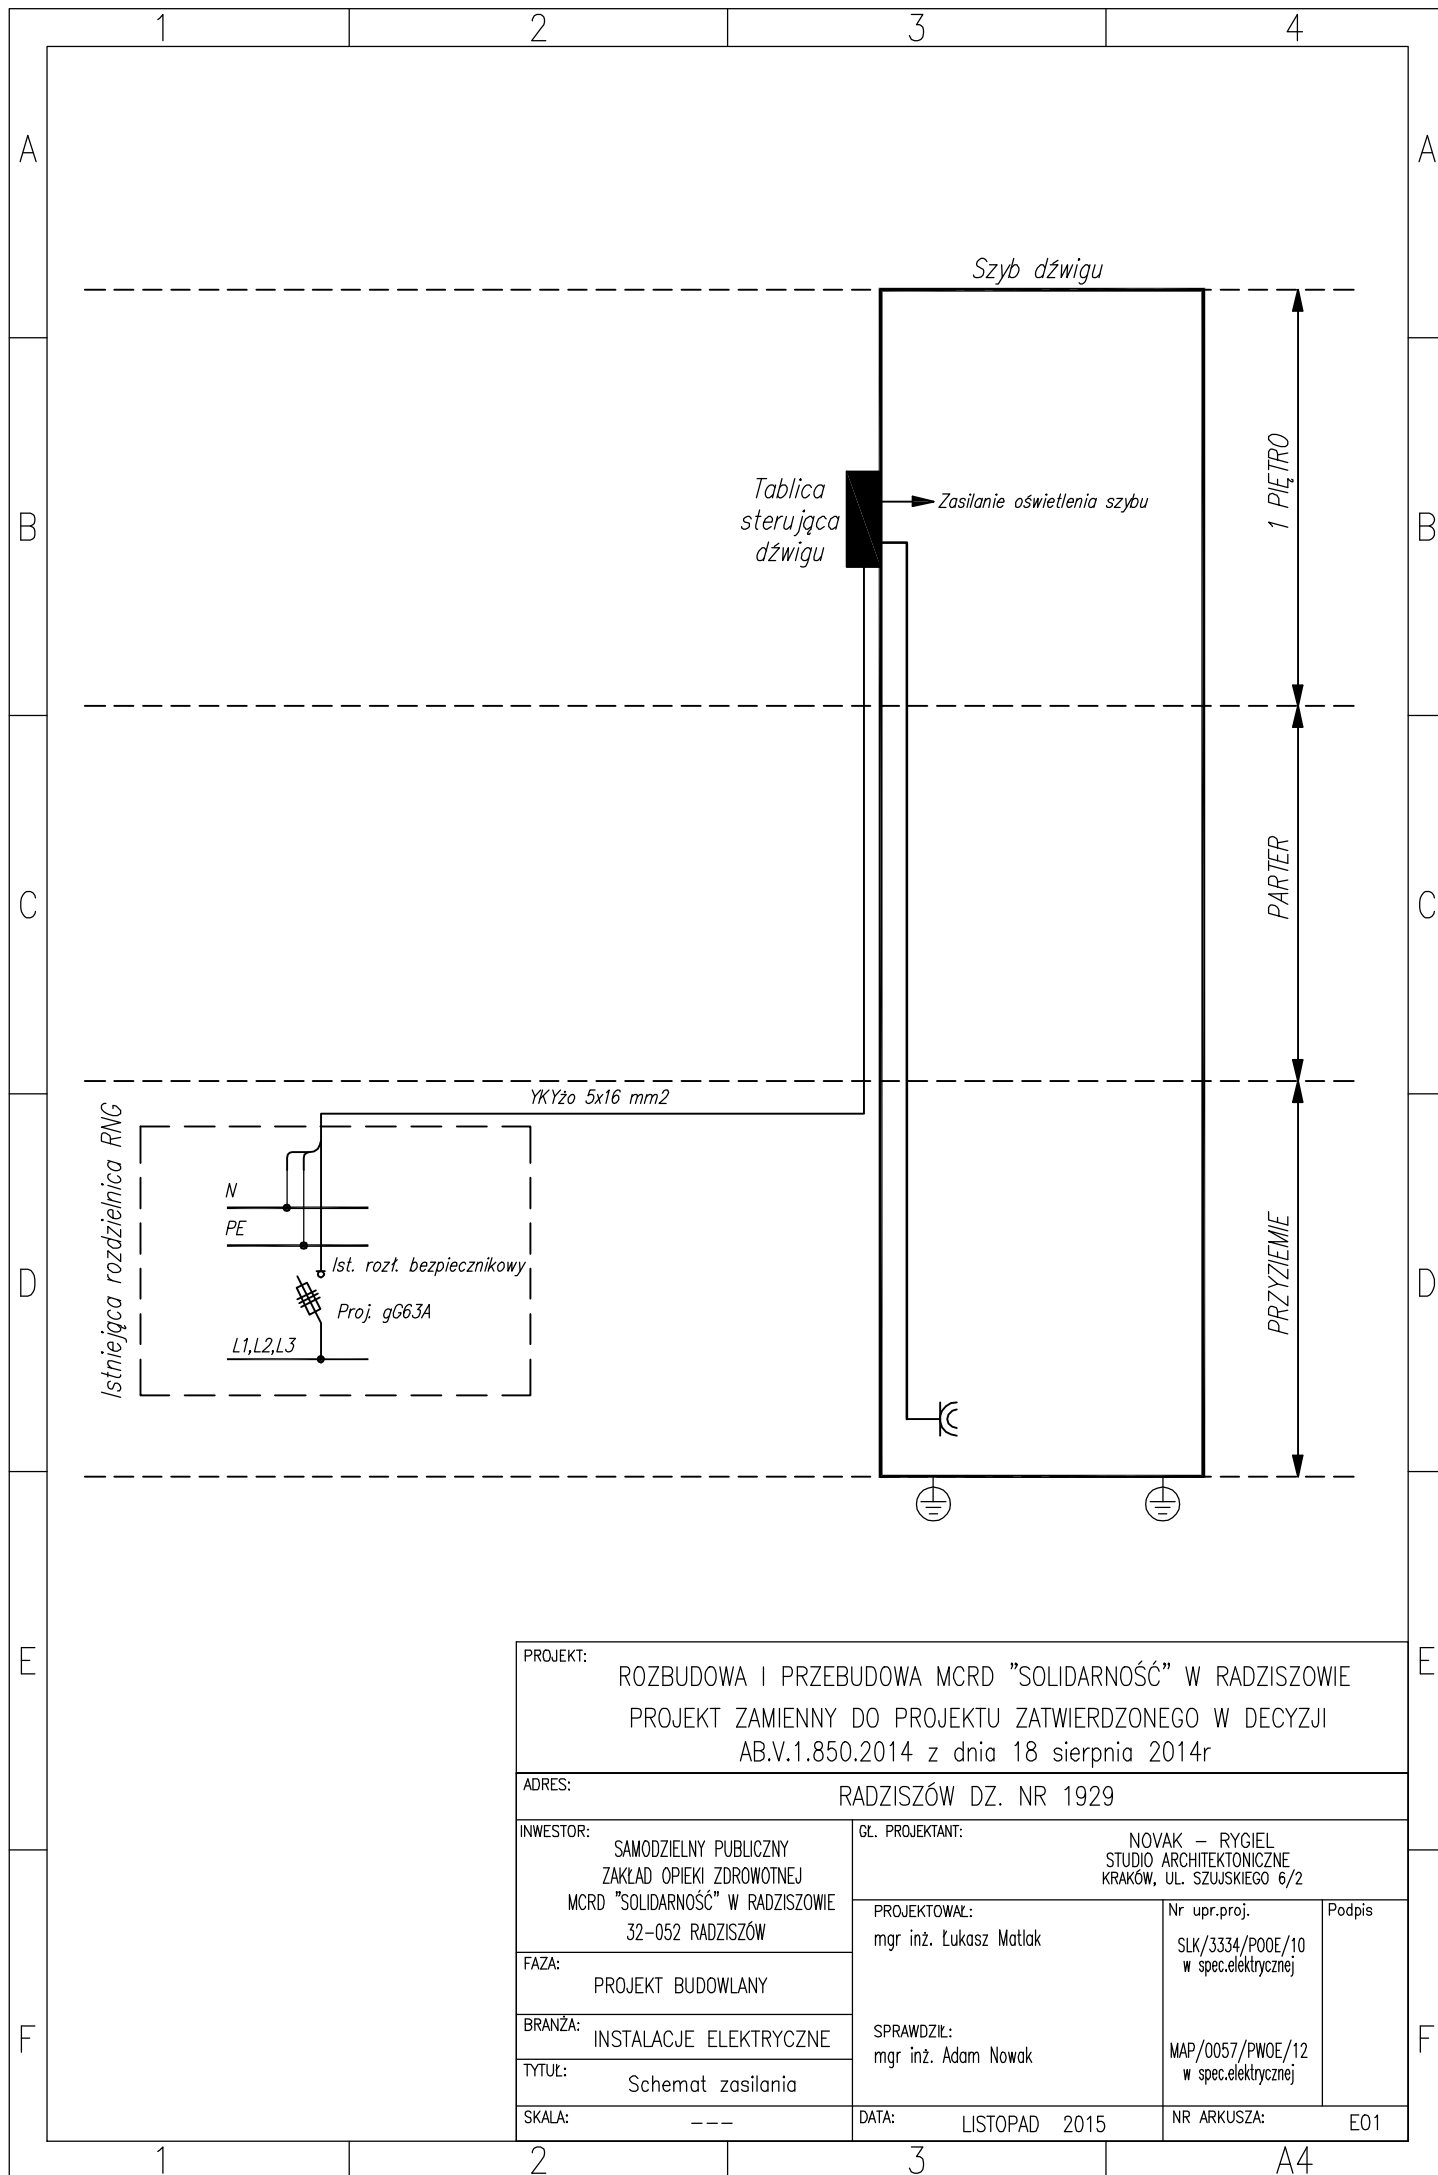 1 2 3 4
A A
Szyb dźwigu
1 PIĘTRO
Tablica
sterująca
dźwigu
Zasilanie oświetlenia szybu
B B
PARTER
C C
YKYżo 5x16 mm2
Istniejąca rozdzielnica RNG
N
PE
Ist. rozł. bezpiecznikowy
Proj. gG63A
L1,L2,L3
PRZYZIEMIE
D D
E E
PROJEKT:
ROZBUDOWA I PRZEBUDOWA MCRD "SOLIDARNOŚĆ" W RADZISZOWIE
PROJEKT ZAMIENNY DO PROJEKTU ZATWIERDZONEGO W DECYZJI
AB.V.1.850.2014 z dnia 18 sierpnia 2014r
ADRES:
RADZISZÓW DZ. NR 1929
INWESTOR:
SAMODZIELNY PUBLICZNY
ZAKŁAD OPIEKI ZDROWOTNEJ
MCRD "SOLIDARNOŚĆ" W RADZISZOWIE
32-052 RADZISZÓW
GŁ. PROJEKTANT:
NOVAK - RYGIEL
STUDIO ARCHITEKTONICZNE
KRAKÓW, UL. SZUJSKIEGO 6/2
PROJEKTOWAŁ:
mgr inż. Łukasz Matlak
Nr upr.proj.
SLK/3334/POOE/10
w spec.elektrycznej
Podpis
FAZA:
PROJEKT BUDOWLANY
BRANŻA:
INSTALACJE ELEKTRYCZNE
SPRAWDZIŁ:
mgr inż. Adam Nowak
MAP/0057/PWOE/12
w spec.elektrycznej
TYTUŁ:
Schemat zasilania
SKALA:
---
DATA:
LISTOPAD 2015
NR ARKUSZA:
E01
F F
1 2 3 A4